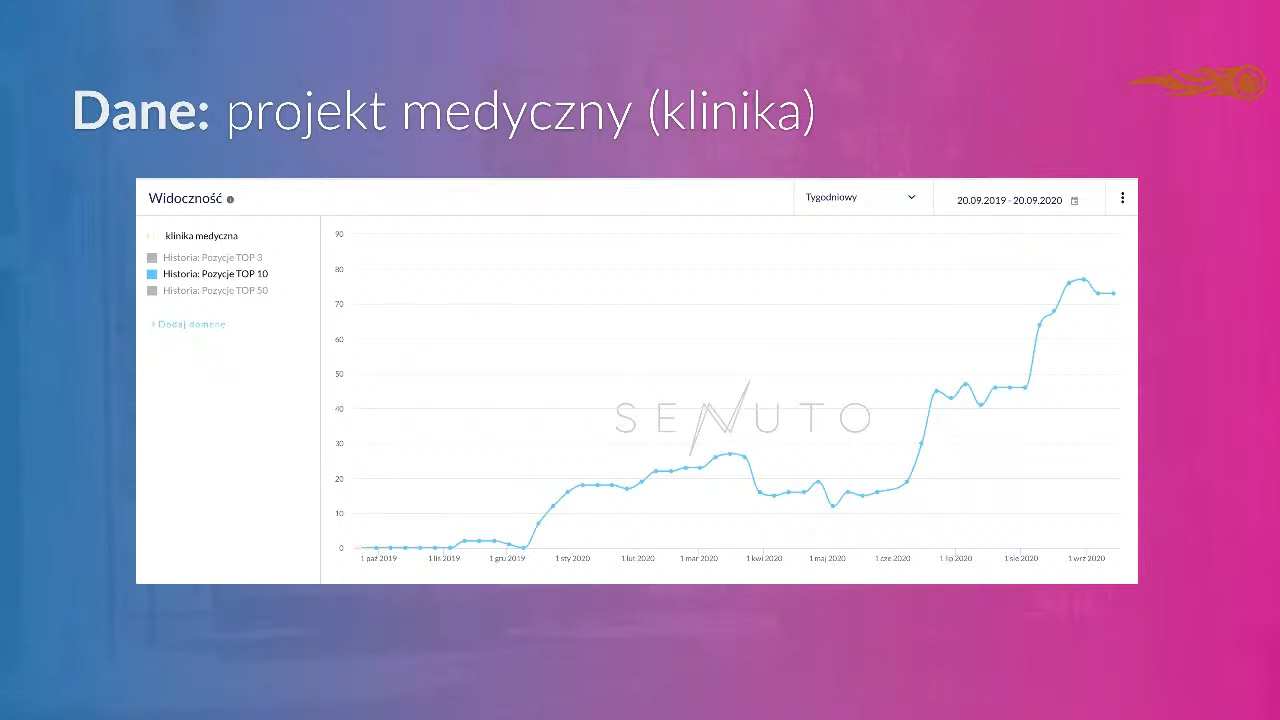 Dane: projekt medyczny (klinika)
Widoczność
Tygodniowy
20.09.2019 - 20.09.2020
klinika medyczna
Historia: Pozycje TOP 3
Historia: Pozycje TOP 10
Historia: Pozycje TOP 50
+ Dodaj domenę
90
80
70
60
50
40
30
20
10
0
SENUTO
1 paź 2019 1 lis 2019 1 gru 2019 1 sty 2020 1 lut 2020 1 mar 2020 1 kwi 2020 1 maj 2020 1 cze 2020 1 lip 2020 1 sie 2020 1 wrz 2020